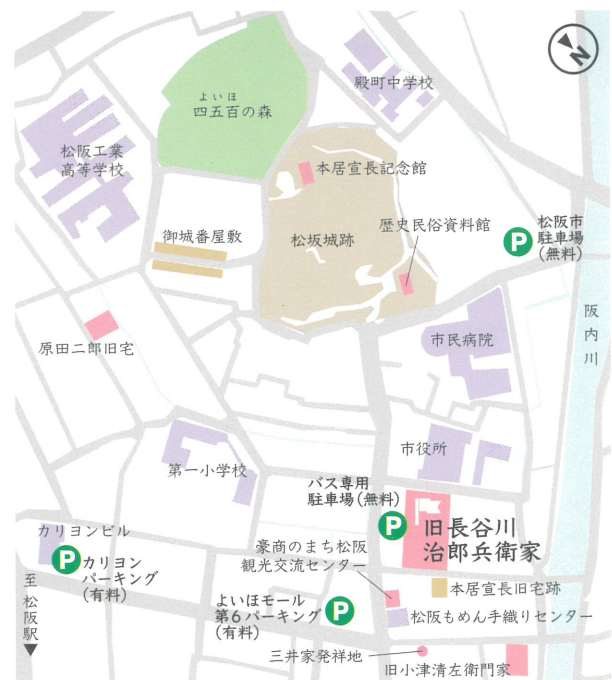 N
殿町中学校
よいほ
四五百の森
松阪工業
高等学校
本居宣長記念館
歴史民俗資料館
松阪市
駐車場
(無料)
P
御城番屋敷
松坂城跡
阪内川
原田二郎旧宅
市民病院
市役所
第一小学校
バス専用
駐車場(無料)
P
旧長谷川
治郎兵衛家
カリヨンビル
P
カリヨン
パーキング
(有料)
豪商のまち松阪
観光交流センター
本居宣長旧宅跡
至松阪駅
よいほモール
第6パーキング
(有料)
P
松阪もめん手織りセンター
三井家発祥地
旧小津清左衛門家